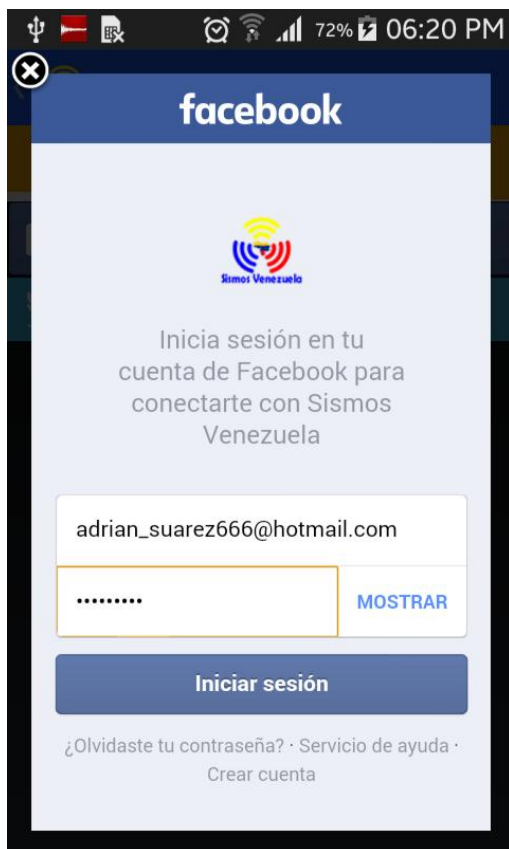 72% 06:20 PM
facebook
Sismos Venezuela
Inicia sesión en tu
cuenta de Facebook para
conectarte con Sismos
Venezuela
adrian_suarez666@hotmail.com
••••••••• MOSTRAR
Iniciar sesión
¿Olvidaste tu contraseña? · Servicio de ayuda ·
Crear cuenta